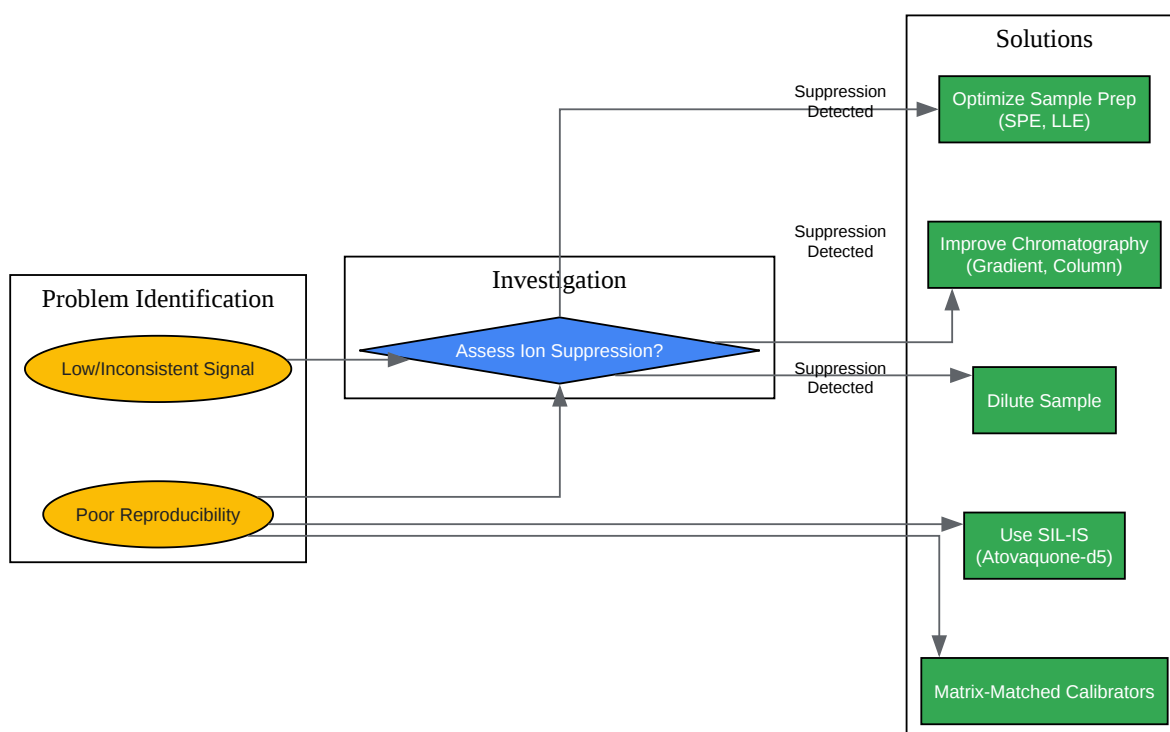 Problem Identification
Low/Inconsistent Signal
Poor Reproducibility
Investigation
Assess Ion Suppression?
Suppression
Detected
Suppression
Detected
Suppression
Detected
Solutions
Optimize Sample Prep
(SPE, LLE)
Improve Chromatography
(Gradient, Column)
Dilute Sample
Use SIL-IS
(Atovaquone-d5)
Matrix-Matched Calibrators